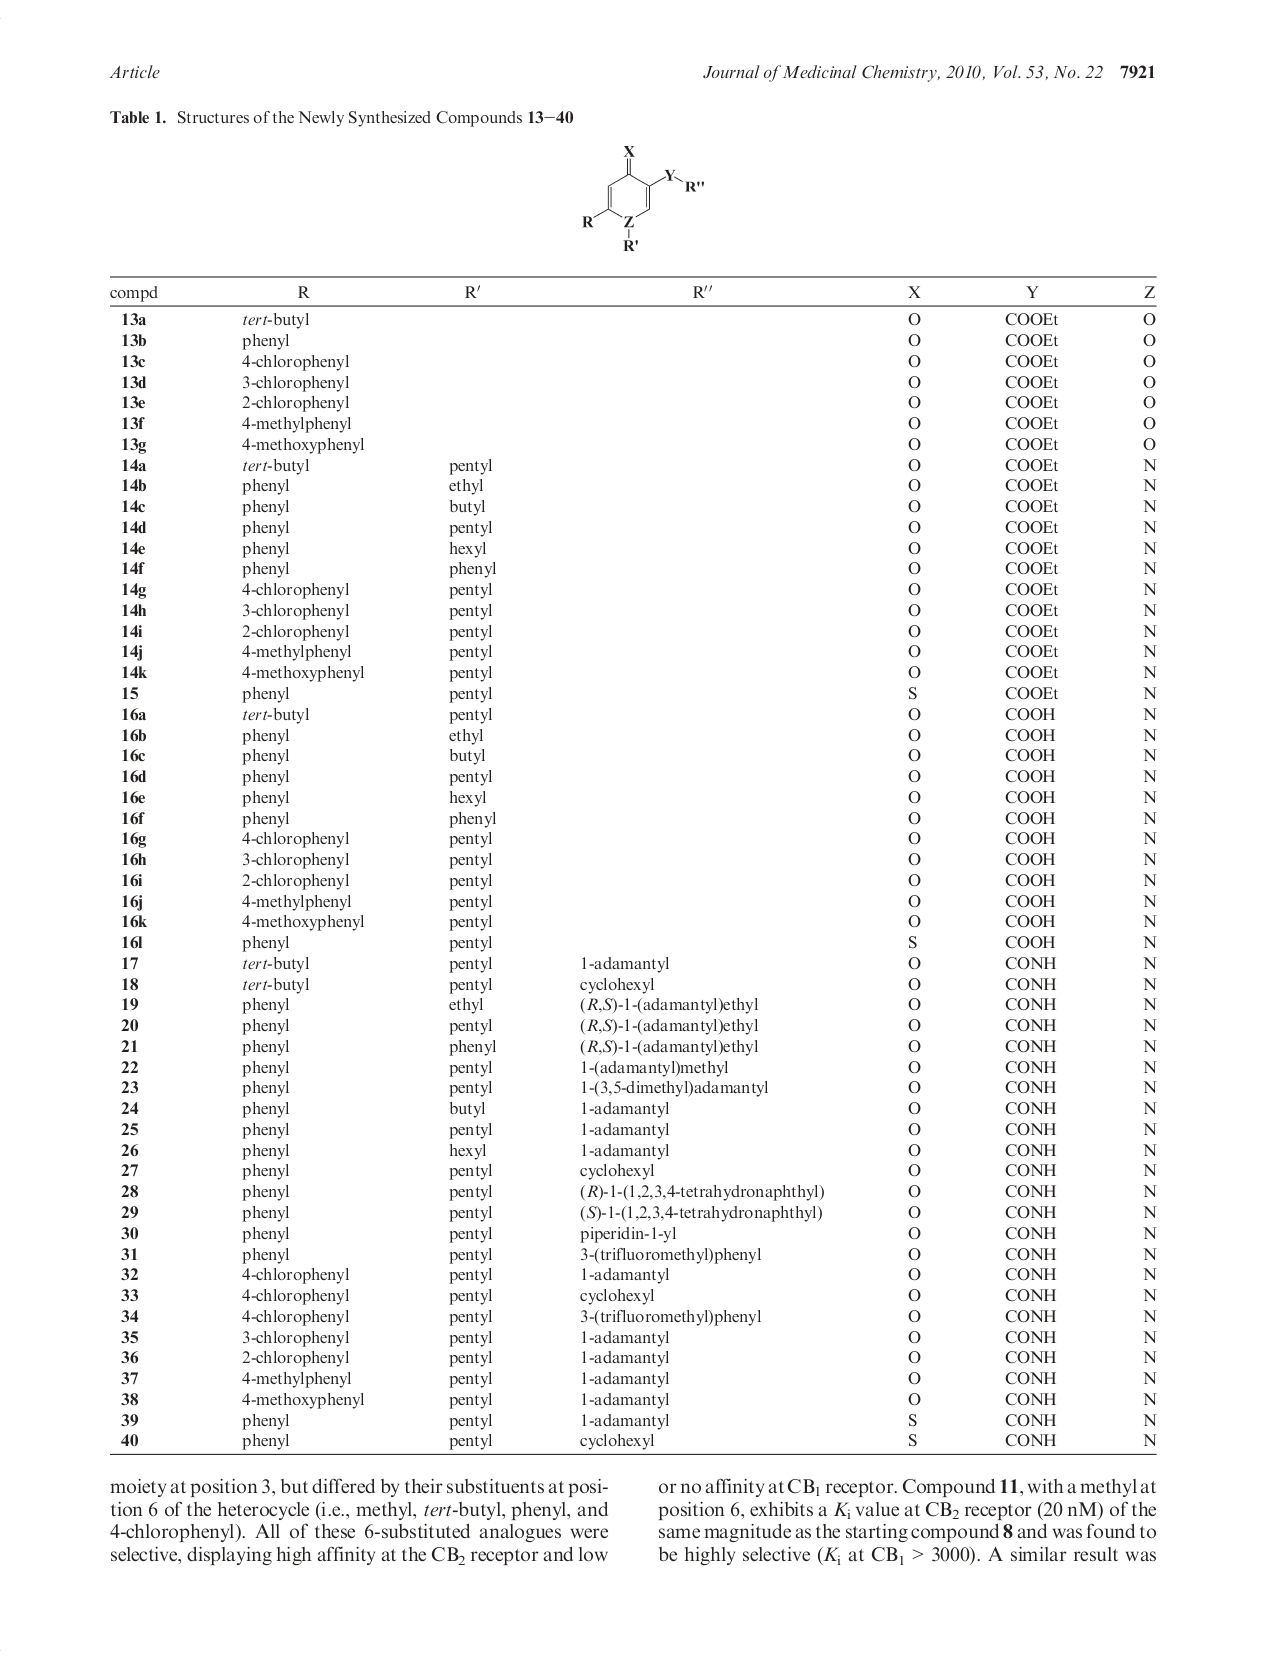 Article
Journal of Medicinal Chemistry, 2010, Vol. 53, No. 22 7921
Table 1. Structures of the Newly Synthesized Compounds 13−40
X
Y
R''
R
Z
R'
compd R R′ R′′ X Y Z
13a tert-butyl O COOEt O
13b phenyl O COOEt O
13c 4-chlorophenyl O COOEt O
13d 3-chlorophenyl O COOEt O
13e 2-chlorophenyl O COOEt O
13f 4-methylphenyl O COOEt O
13g 4-methoxyphenyl O COOEt O
14a tert-butyl pentyl O COOEt N
14b phenyl ethyl O COOEt N
14c phenyl butyl O COOEt N
14d phenyl pentyl O COOEt N
14e phenyl hexyl O COOEt N
14f phenyl phenyl O COOEt N
14g 4-chlorophenyl pentyl O COOEt N
14h 3-chlorophenyl pentyl O COOEt N
14i 2-chlorophenyl pentyl O COOEt N
14j 4-methylphenyl pentyl O COOEt N
14k 4-methoxyphenyl pentyl O COOEt N
15 phenyl pentyl S COOEt N
16a tert-butyl pentyl O COOH N
16b phenyl ethyl O COOH N
16c phenyl butyl O COOH N
16d phenyl pentyl O COOH N
16e phenyl hexyl O COOH N
16f phenyl phenyl O COOH N
16g 4-chlorophenyl pentyl O COOH N
16h 3-chlorophenyl pentyl O COOH N
16i 2-chlorophenyl pentyl O COOH N
16j 4-methylphenyl pentyl O COOH N
16k 4-methoxyphenyl pentyl O COOH N
16l phenyl pentyl S COOH N
17 tert-butyl pentyl 1-adamantyl O CONH N
18 tert-butyl pentyl cyclohexyl O CONH N
19 phenyl ethyl (R,S)-1-(adamantyl)ethyl O CONH N
20 phenyl pentyl (R,S)-1-(adamantyl)ethyl O CONH N
21 phenyl phenyl (R,S)-1-(adamantyl)ethyl O CONH N
22 phenyl pentyl 1-(adamantyl)methyl O CONH N
23 phenyl pentyl 1-(3,5-dimethyl)adamantyl O CONH N
24 phenyl butyl 1-adamantyl O CONH N
25 phenyl pentyl 1-adamantyl O CONH N
26 phenyl hexyl 1-adamantyl O CONH N
27 phenyl pentyl cyclohexyl O CONH N
28 phenyl pentyl (R)-1-(1,2,3,4-tetrahydronaphthyl) O CONH N
29 phenyl pentyl (S)-1-(1,2,3,4-tetrahydronaphthyl) O CONH N
30 phenyl pentyl piperidin-1-yl O CONH N
31 phenyl pentyl 3-(trifluoromethyl)phenyl O CONH N
32 4-chlorophenyl pentyl 1-adamantyl O CONH N
33 4-chlorophenyl pentyl cyclohexyl O CONH N
34 4-chlorophenyl pentyl 3-(trifluoromethyl)phenyl O CONH N
35 3-chlorophenyl pentyl 1-adamantyl O CONH N
36 2-chlorophenyl pentyl 1-adamantyl O CONH N
37 4-methylphenyl pentyl 1-adamantyl O CONH N
38 4-methoxyphenyl pentyl 1-adamantyl O CONH N
39 phenyl pentyl 1-adamantyl S CONH N
40 phenyl pentyl cyclohexyl S CONH N
moiety at position 3, but differed by their substituents at posi-
tion 6 of the heterocycle (i.e., methyl, tert-butyl, phenyl, and
4-chlorophenyl). All of these 6-substituted analogues were
selective, displaying high affinity at the CB2 receptor and low
or no affinity at CB1 receptor. Compound 11, with a methyl at
position 6, exhibits a Ki value at CB2 receptor (20 nM) of the
same magnitude as the starting compound 8 and was found to
be highly selective (Ki at CB1 > 3000). A similar result was